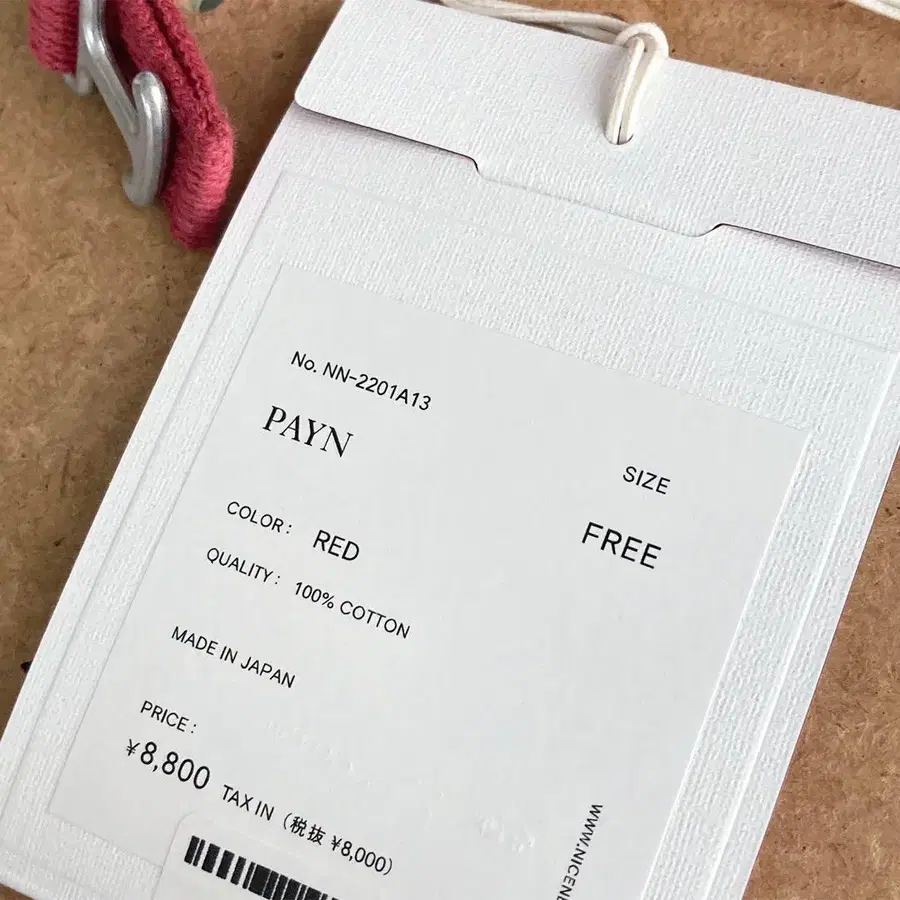 No. NN-2201A13
PAYN
SIZE
FREE
COLOR : RED
QUALITY : 100% COTTON
MADE IN JAPAN
PRICE :
¥8,800 TAX IN (税抜 ¥8,000)